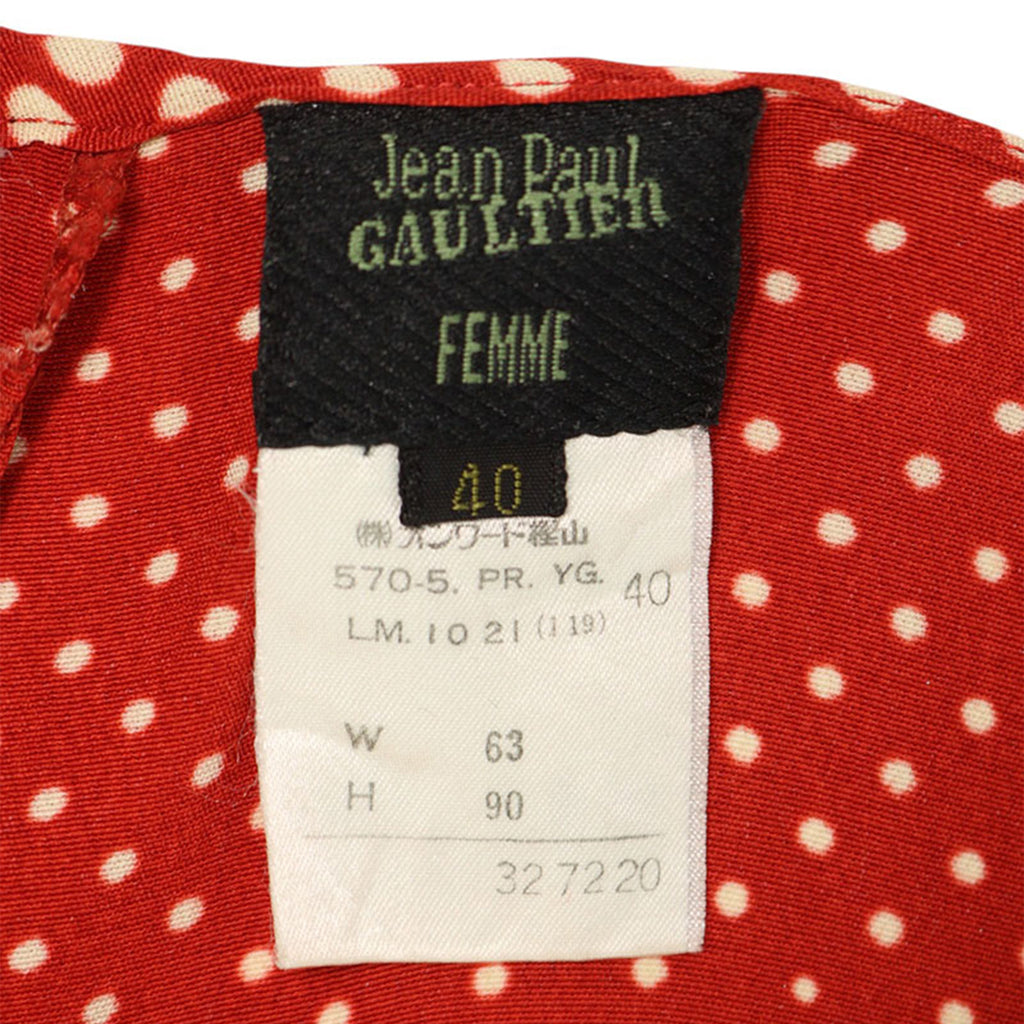 Jean Paul
GAULTIER
FEMME
40
(株)オンワード樫山
570-5. PR. YG. 40
LM. 10 21 (119)
W 63
H 90
327220